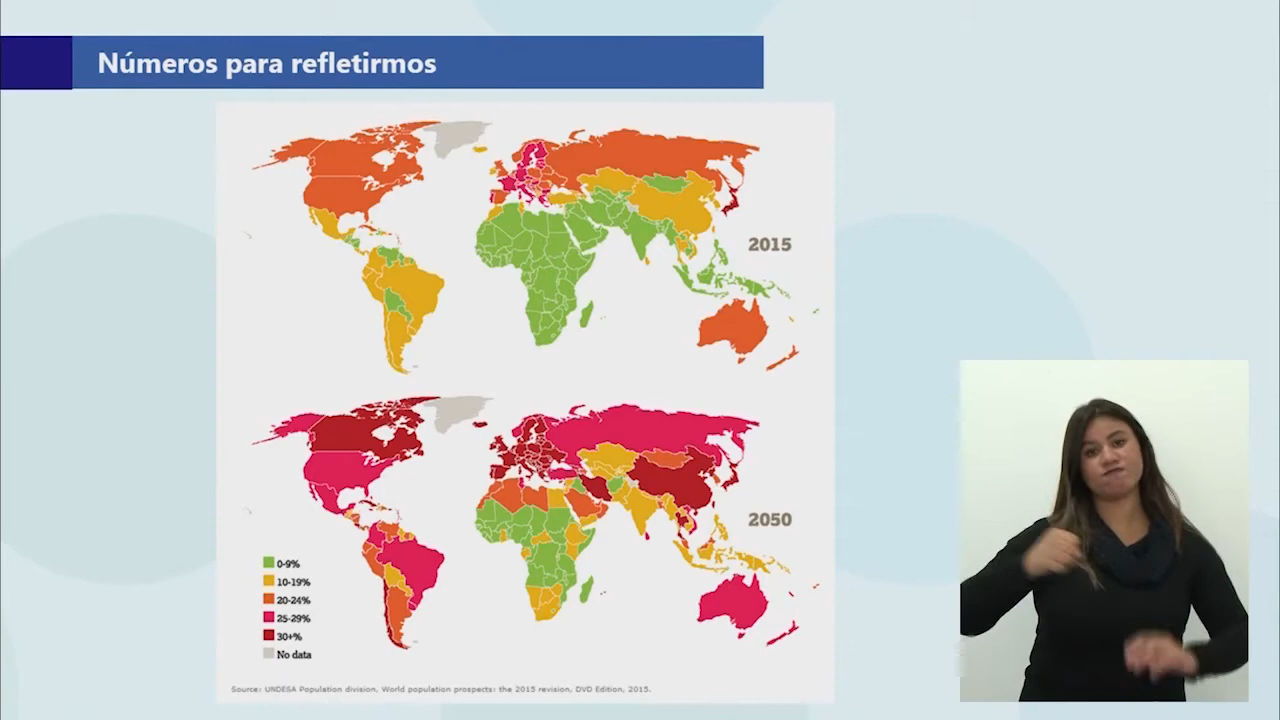 Números para refletirmos
2015
2050
0-9%
10-19%
20-24%
25-29%
30+%
No data
Source: UNDESA Population division, World population prospects: the 2015 revision, DVD Edition, 2015.